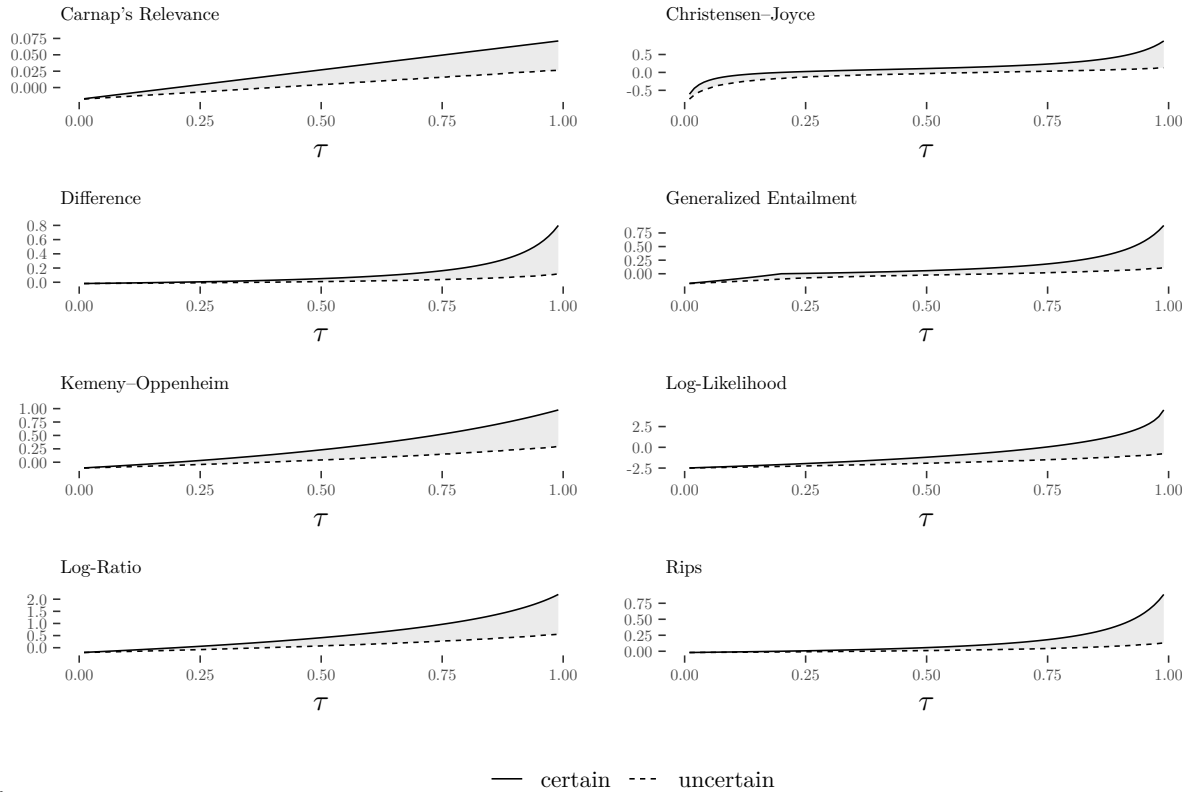 Carnap's Relevance
0.075
0.050
0.025
0.000
0.00 0.25 0.50 0.75 1.00
τ
Christensen–Joyce
0.5
0.0
-0.5
0.00 0.25 0.50 0.75 1.00
τ
Difference
0.8
0.6
0.4
0.2
0.0
0.00 0.25 0.50 0.75 1.00
τ
Generalized Entailment
0.75
0.50
0.25
0.00
0.00 0.25 0.50 0.75 1.00
τ
Kemeny–Oppenheim
1.00
0.75
0.50
0.25
0.00
0.00 0.25 0.50 0.75 1.00
τ
Log-Likelihood
2.5
0.0
-2.5
0.00 0.25 0.50 0.75 1.00
τ
Log-Ratio
2.0
1.5
1.0
0.5
0.0
0.00 0.25 0.50 0.75 1.00
τ
Rips
0.75
0.50
0.25
0.00
0.00 0.25 0.50 0.75 1.00
τ
certain uncertain